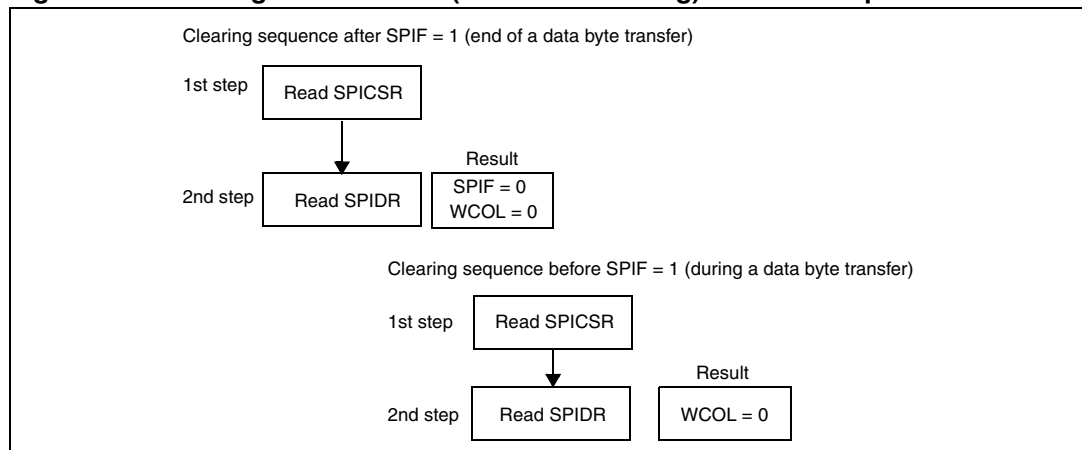 Clearing sequence after SPIF = 1 (end of a data byte transfer)
1st step
Read SPICSR
Result
2nd step
Read SPIDR
SPIF = 0
WCOL = 0
Clearing sequence before SPIF = 1 (during a data byte transfer)
1st step
Read SPICSR
Result
2nd step
Read SPIDR
WCOL = 0